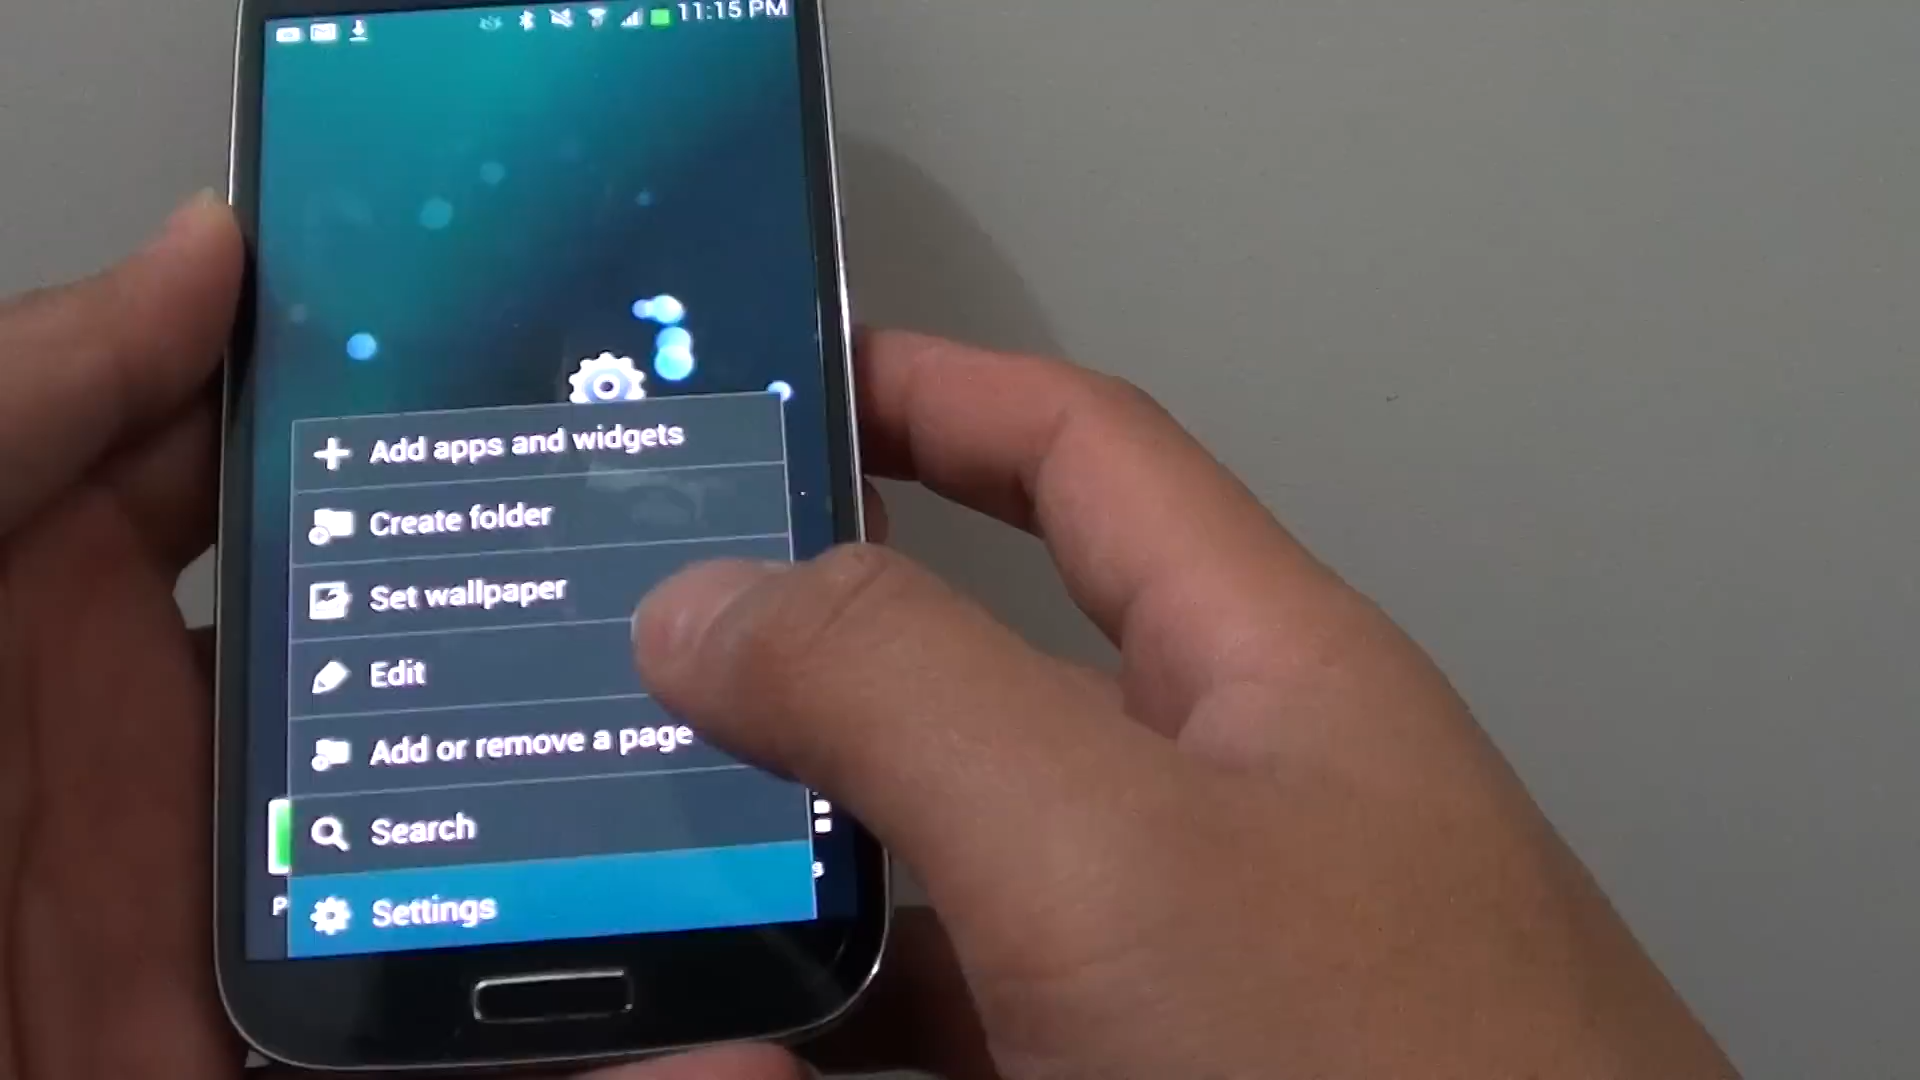 11:15 PM
Add apps and widgets
Create folder
Set wallpaper
Edit
Add or remove a page
Search
Settings